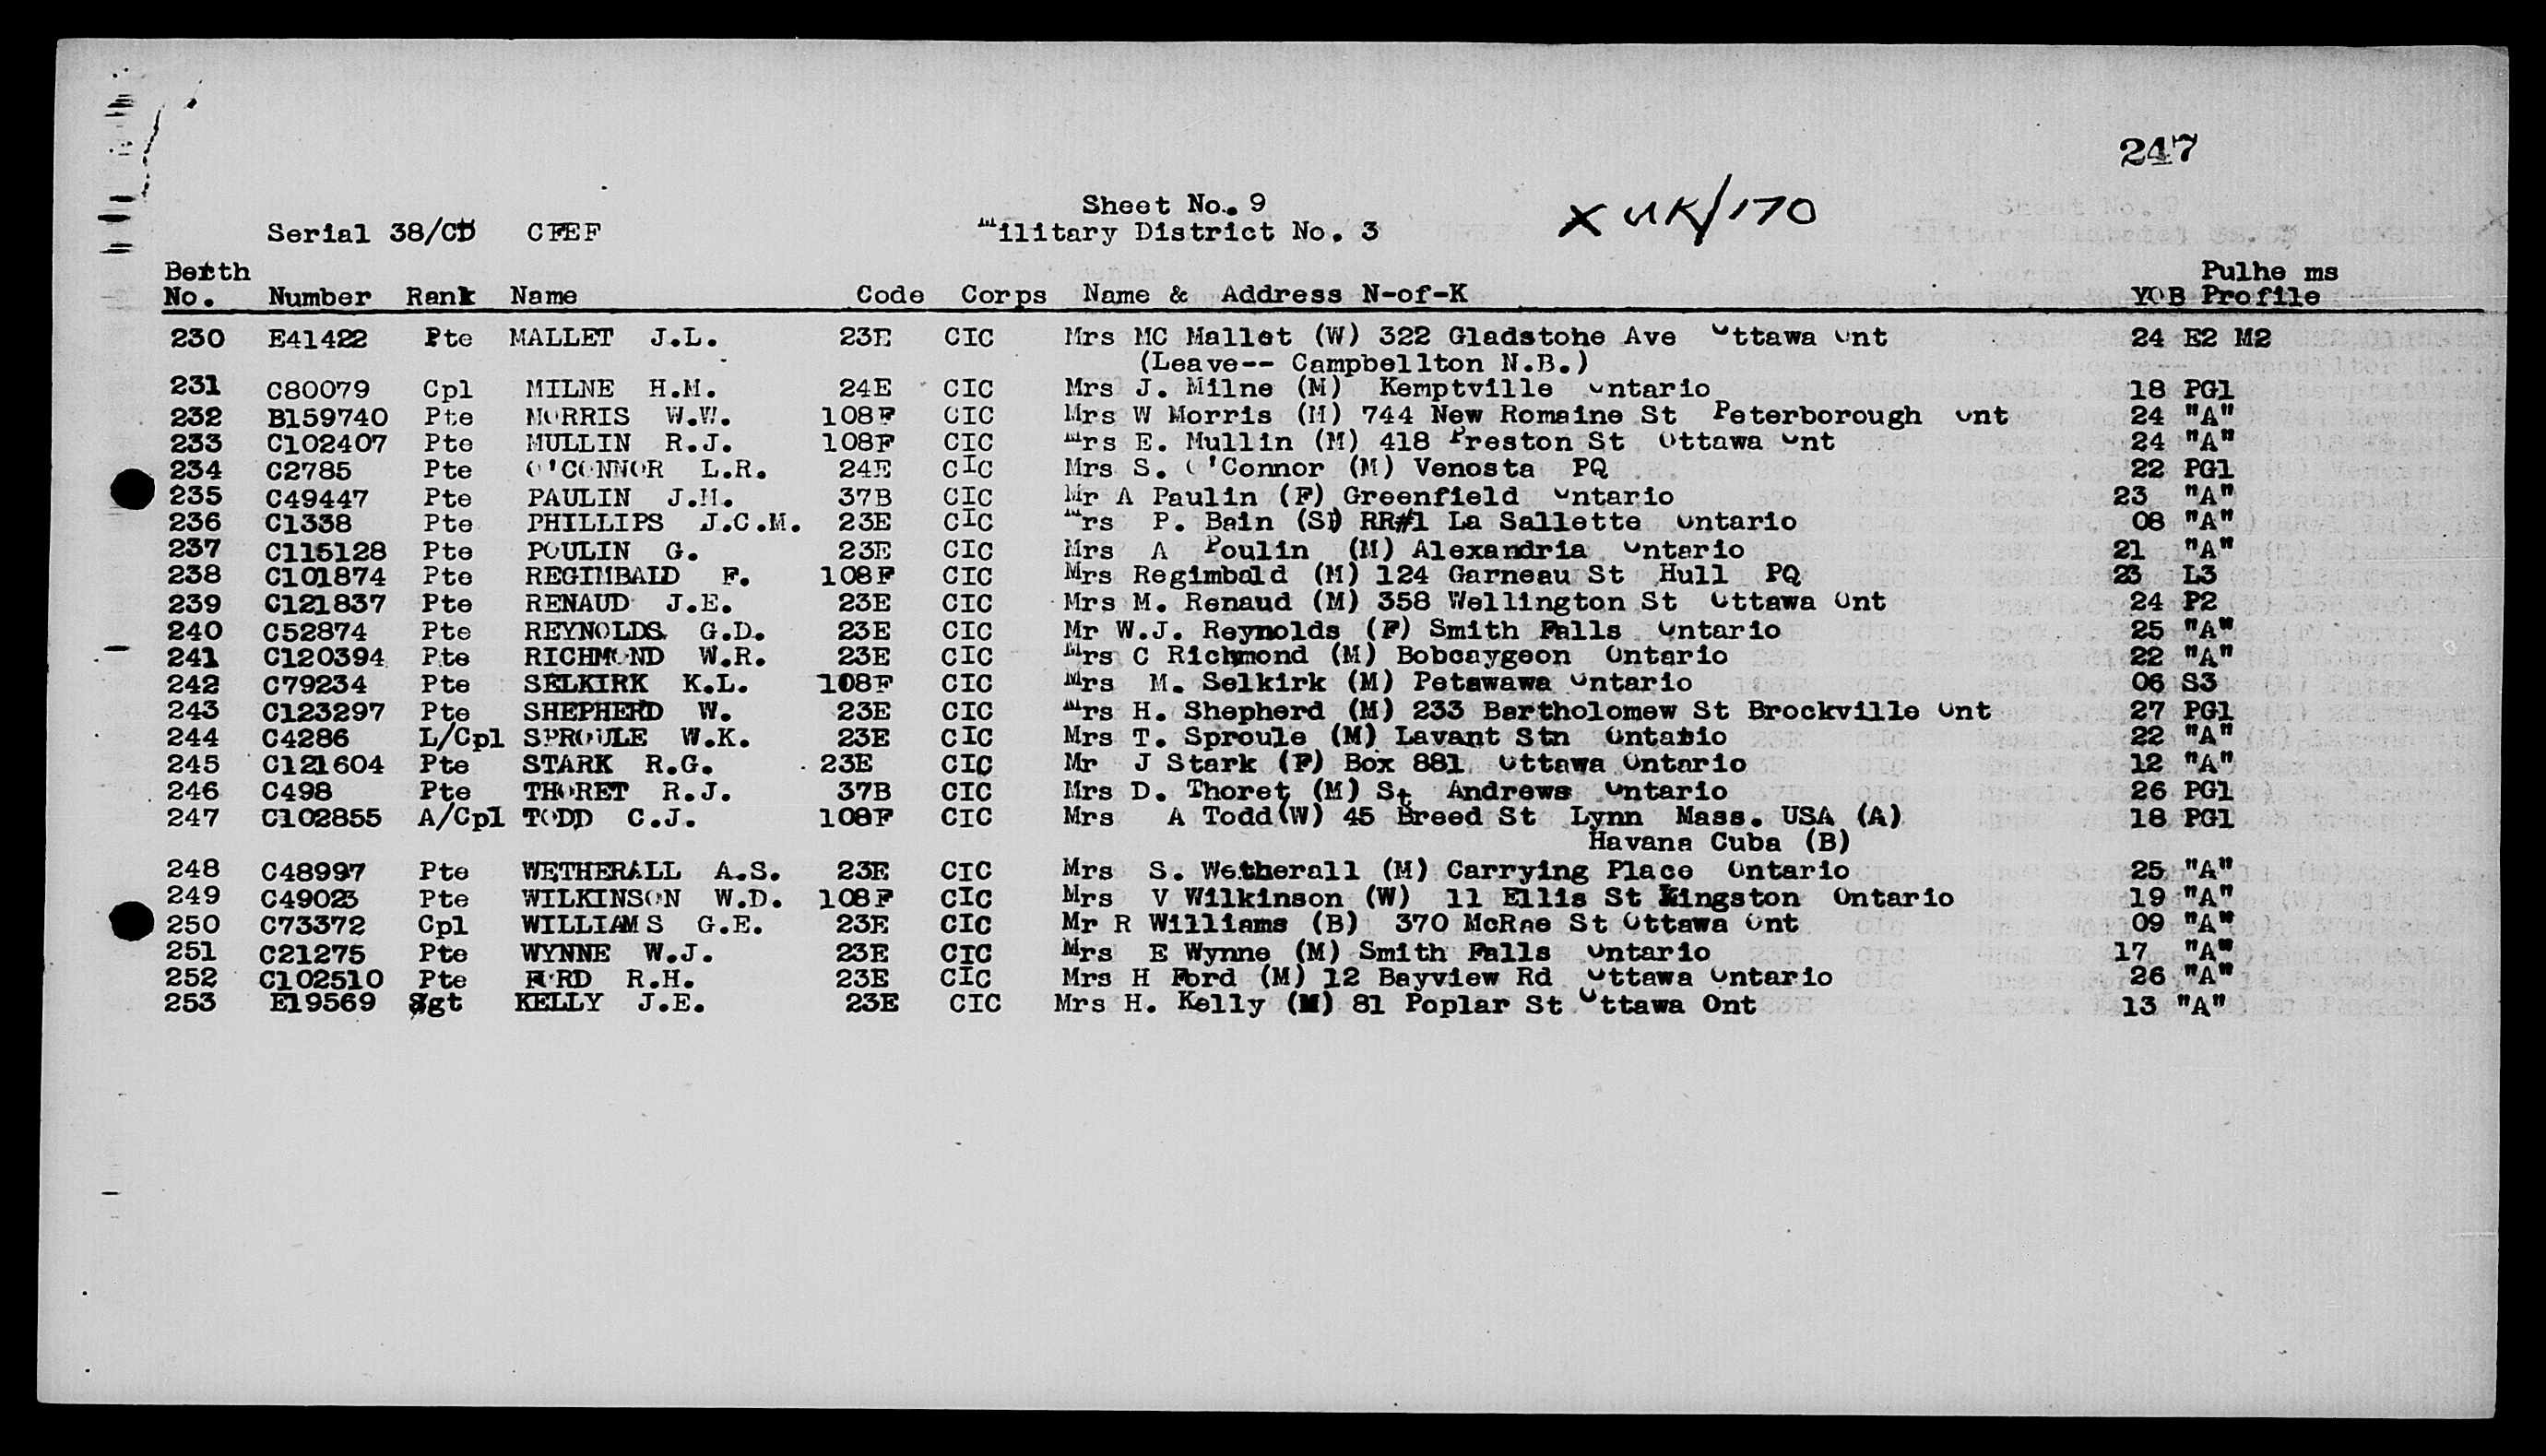 247
Sheet No. 9
X UK/170
Serial 38/CD CFEF Military District No. 3
Berth Pulhe ms
No. Number Rank Name Code Corps Name & Address N-of-K YOB Profile
230 E41422 Pte MALLET J.L. 23E CIC Mrs MC Mallet (W) 322 Gladstohe Ave Ottawa Ont 24 E2 M2
(Leave-- Campbellton N.B.)
231 C80079 Cpl MILNE H.M. 24E CIC Mrs J. Milne (M) Kemptville Ontario 18 PG1
232 B159740 Pte MORRIS W.W. 108F CIC Mrs W Morris (M) 744 New Romaine St Peterborough Ont 24 "A"
233 C102407 Pte MULLIN R.J. 108F CIC Mrs E. Mullin (M) 418 Preston St Ottawa Ont 24 "A"
234 C2785 Pte O'CONNOR L.R. 24E CIC Mrs S. O'Connor (M) Venosta PQ 22 PG1
235 C49447 Pte PAULIN J.H. 37B CIC Mr A Paulin (F) Greenfield Ontario 23 "A"
236 C1338 Pte PHILLIPS J.C.M. 23E CIC Mrs P. Bain (Si) RR#1 La Sallette Ontario 08 "A"
237 C115128 Pte POULIN G. 23E CIC Mrs A Poulin (M) Alexandria Ontario 21 "A"
238 C101874 Pte REGIMBALD F. 108F CIC Mrs Regimbald (M) 124 Garneau St Hull PQ 23 L3
239 C121837 Pte RENAUD J.E. 23E CIC Mrs M. Renaud (M) 358 Wellington St Ottawa Ont 24 P2
240 C52874 Pte REYNOLDS G.D. 23E CIC Mr W.J. Reynolds (F) Smith Falls Ontario 25 "A"
241 C120394 Pte RICHMOND W.R. 23E CIC Mrs C Richmond (M) Bobcaygeon Ontario 22 "A"
242 C79234 Pte SELKIRK K.L. 108F CIC Mrs M. Selkirk (M) Petawawa Ontario 06 S3
243 C123297 Pte SHEPHERD W. 23E CIC Mrs H. Shepherd (M) 233 Bartholomew St Brockville Ont 27 PG1
244 C4286 L/Cpl SPROULE W.K. 23E CIC Mrs T. Sproule (M) Lavant Stn Ontario 22 "A"
245 C121604 Pte STARK R.G. 23E CIC Mr J Stark (F) Box 881 Ottawa Ontario 12 "A"
246 C498 Pte THORET R.J. 37B CIC Mrs D. Thoret (M) St Andrews Ontario 26 PG1
247 C102855 A/Cpl TODD C.J. 108F CIC Mrs A Todd (W) 45 Breed St Lynn Mass. USA (A) 18 PG1
Havana Cuba (B)
248 C48997 Pte WETHERALL A.S. 23E CIC Mrs S. Wetherall (M) Carrying Place Ontario 25 "A"
249 C49023 Pte WILKINSON W.D. 108F CIC Mrs V Wilkinson (W) 11 Ellis St Kingston Ontario 19 "A"
250 C73372 Cpl WILLIAMS G.E. 23E CIC Mr R Williams (B) 370 McRae St Ottawa Ont 09 "A"
251 C21275 Pte WYNNE W.J. 23E CIC Mrs E Wynne (M) Smith Falls Ontario 17 "A"
252 C102510 Pte FORD R.H. 23E CIC Mrs H Ford (M) 12 Bayview Rd Ottawa Ontario 26 "A"
253 E19569 Sgt KELLY J.E. 23E CIC Mrs H. Kelly (M) 81 Poplar St Ottawa Ont 13 "A"